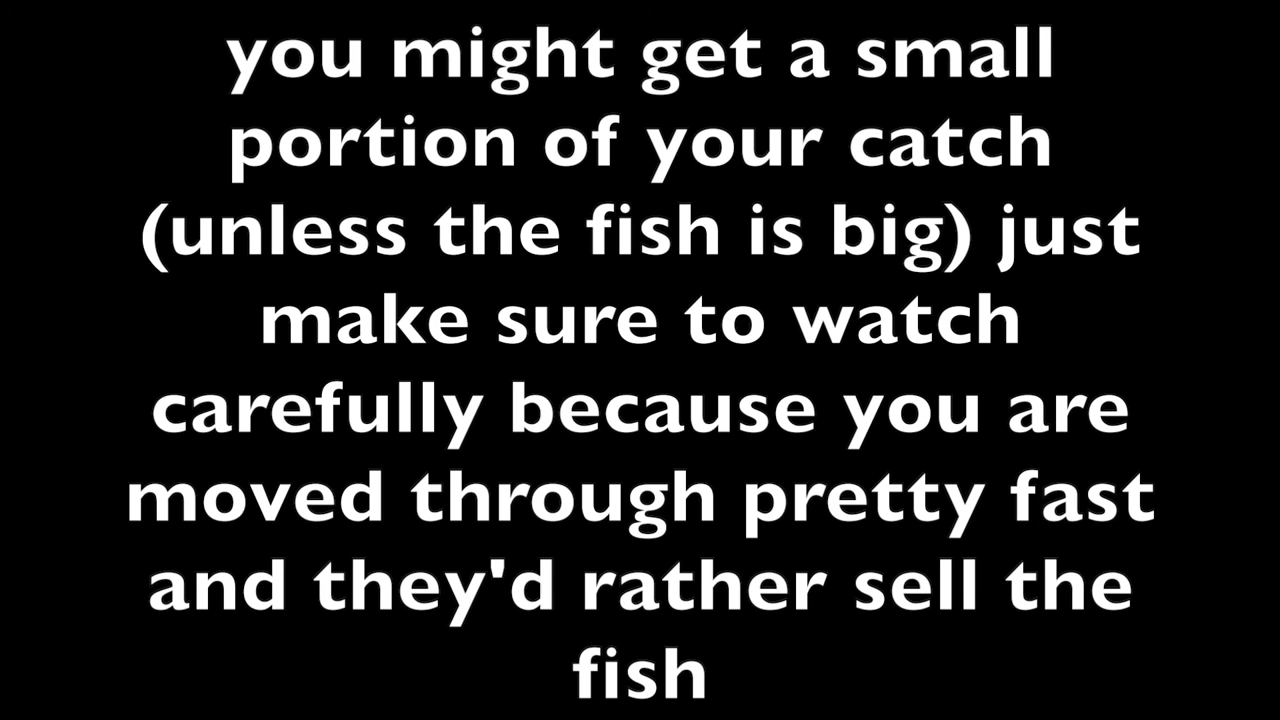 you might get a small
portion of your catch
(unless the fish is big) just
make sure to watch
carefully because you are
moved through pretty fast
and they'd rather sell the
fish